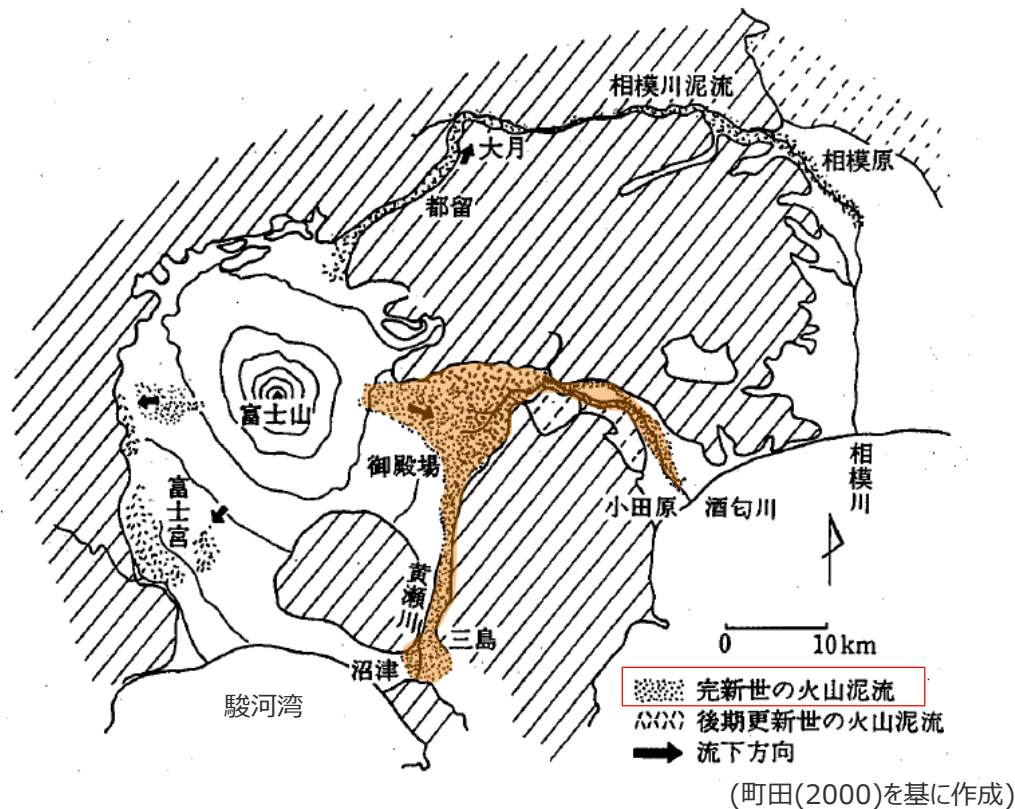 相模川泥流
大月
相模原
都留
富士山
御殿場
富士宮
小田原
酒匂川
相模川
黄瀬川
三島
沼津
駿河湾
0 10km
完新世の火山泥流
後期更新世の火山泥流
流下方向
(町田(2000)を基に作成)